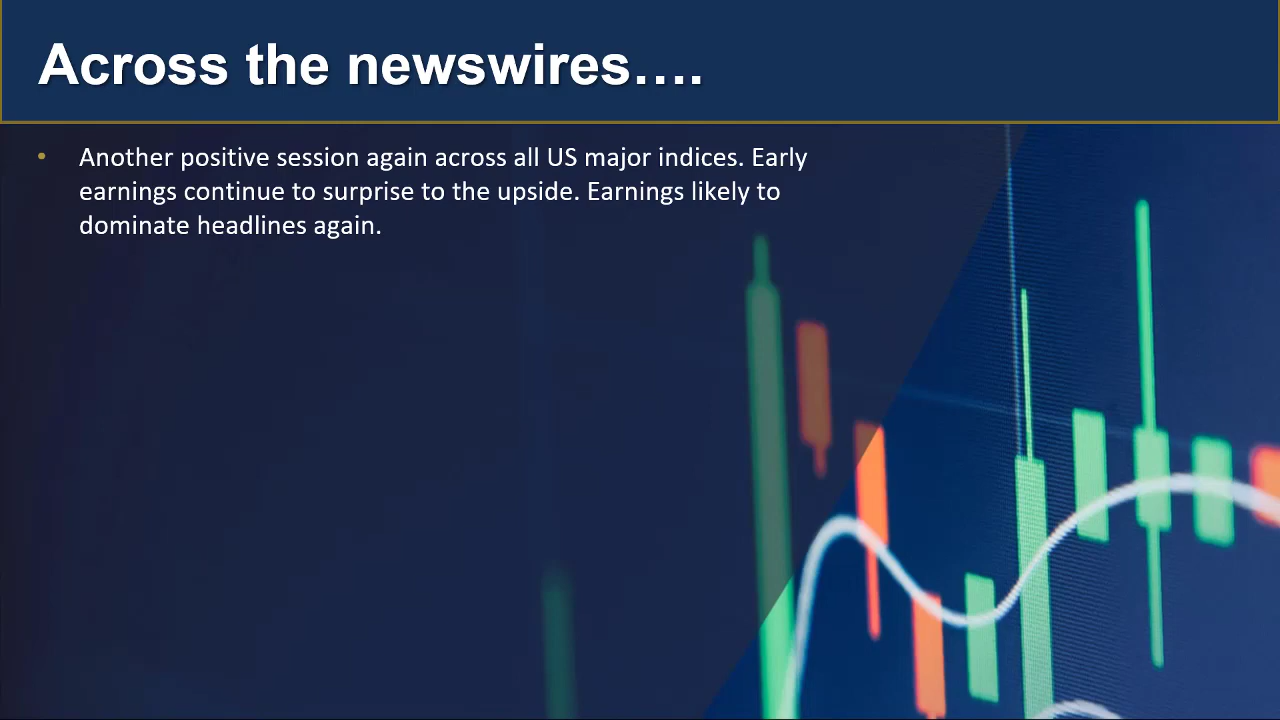 Across the newswires….
• Another positive session again across all US major indices. Early
earnings continue to surprise to the upside. Earnings likely to
dominate headlines again.